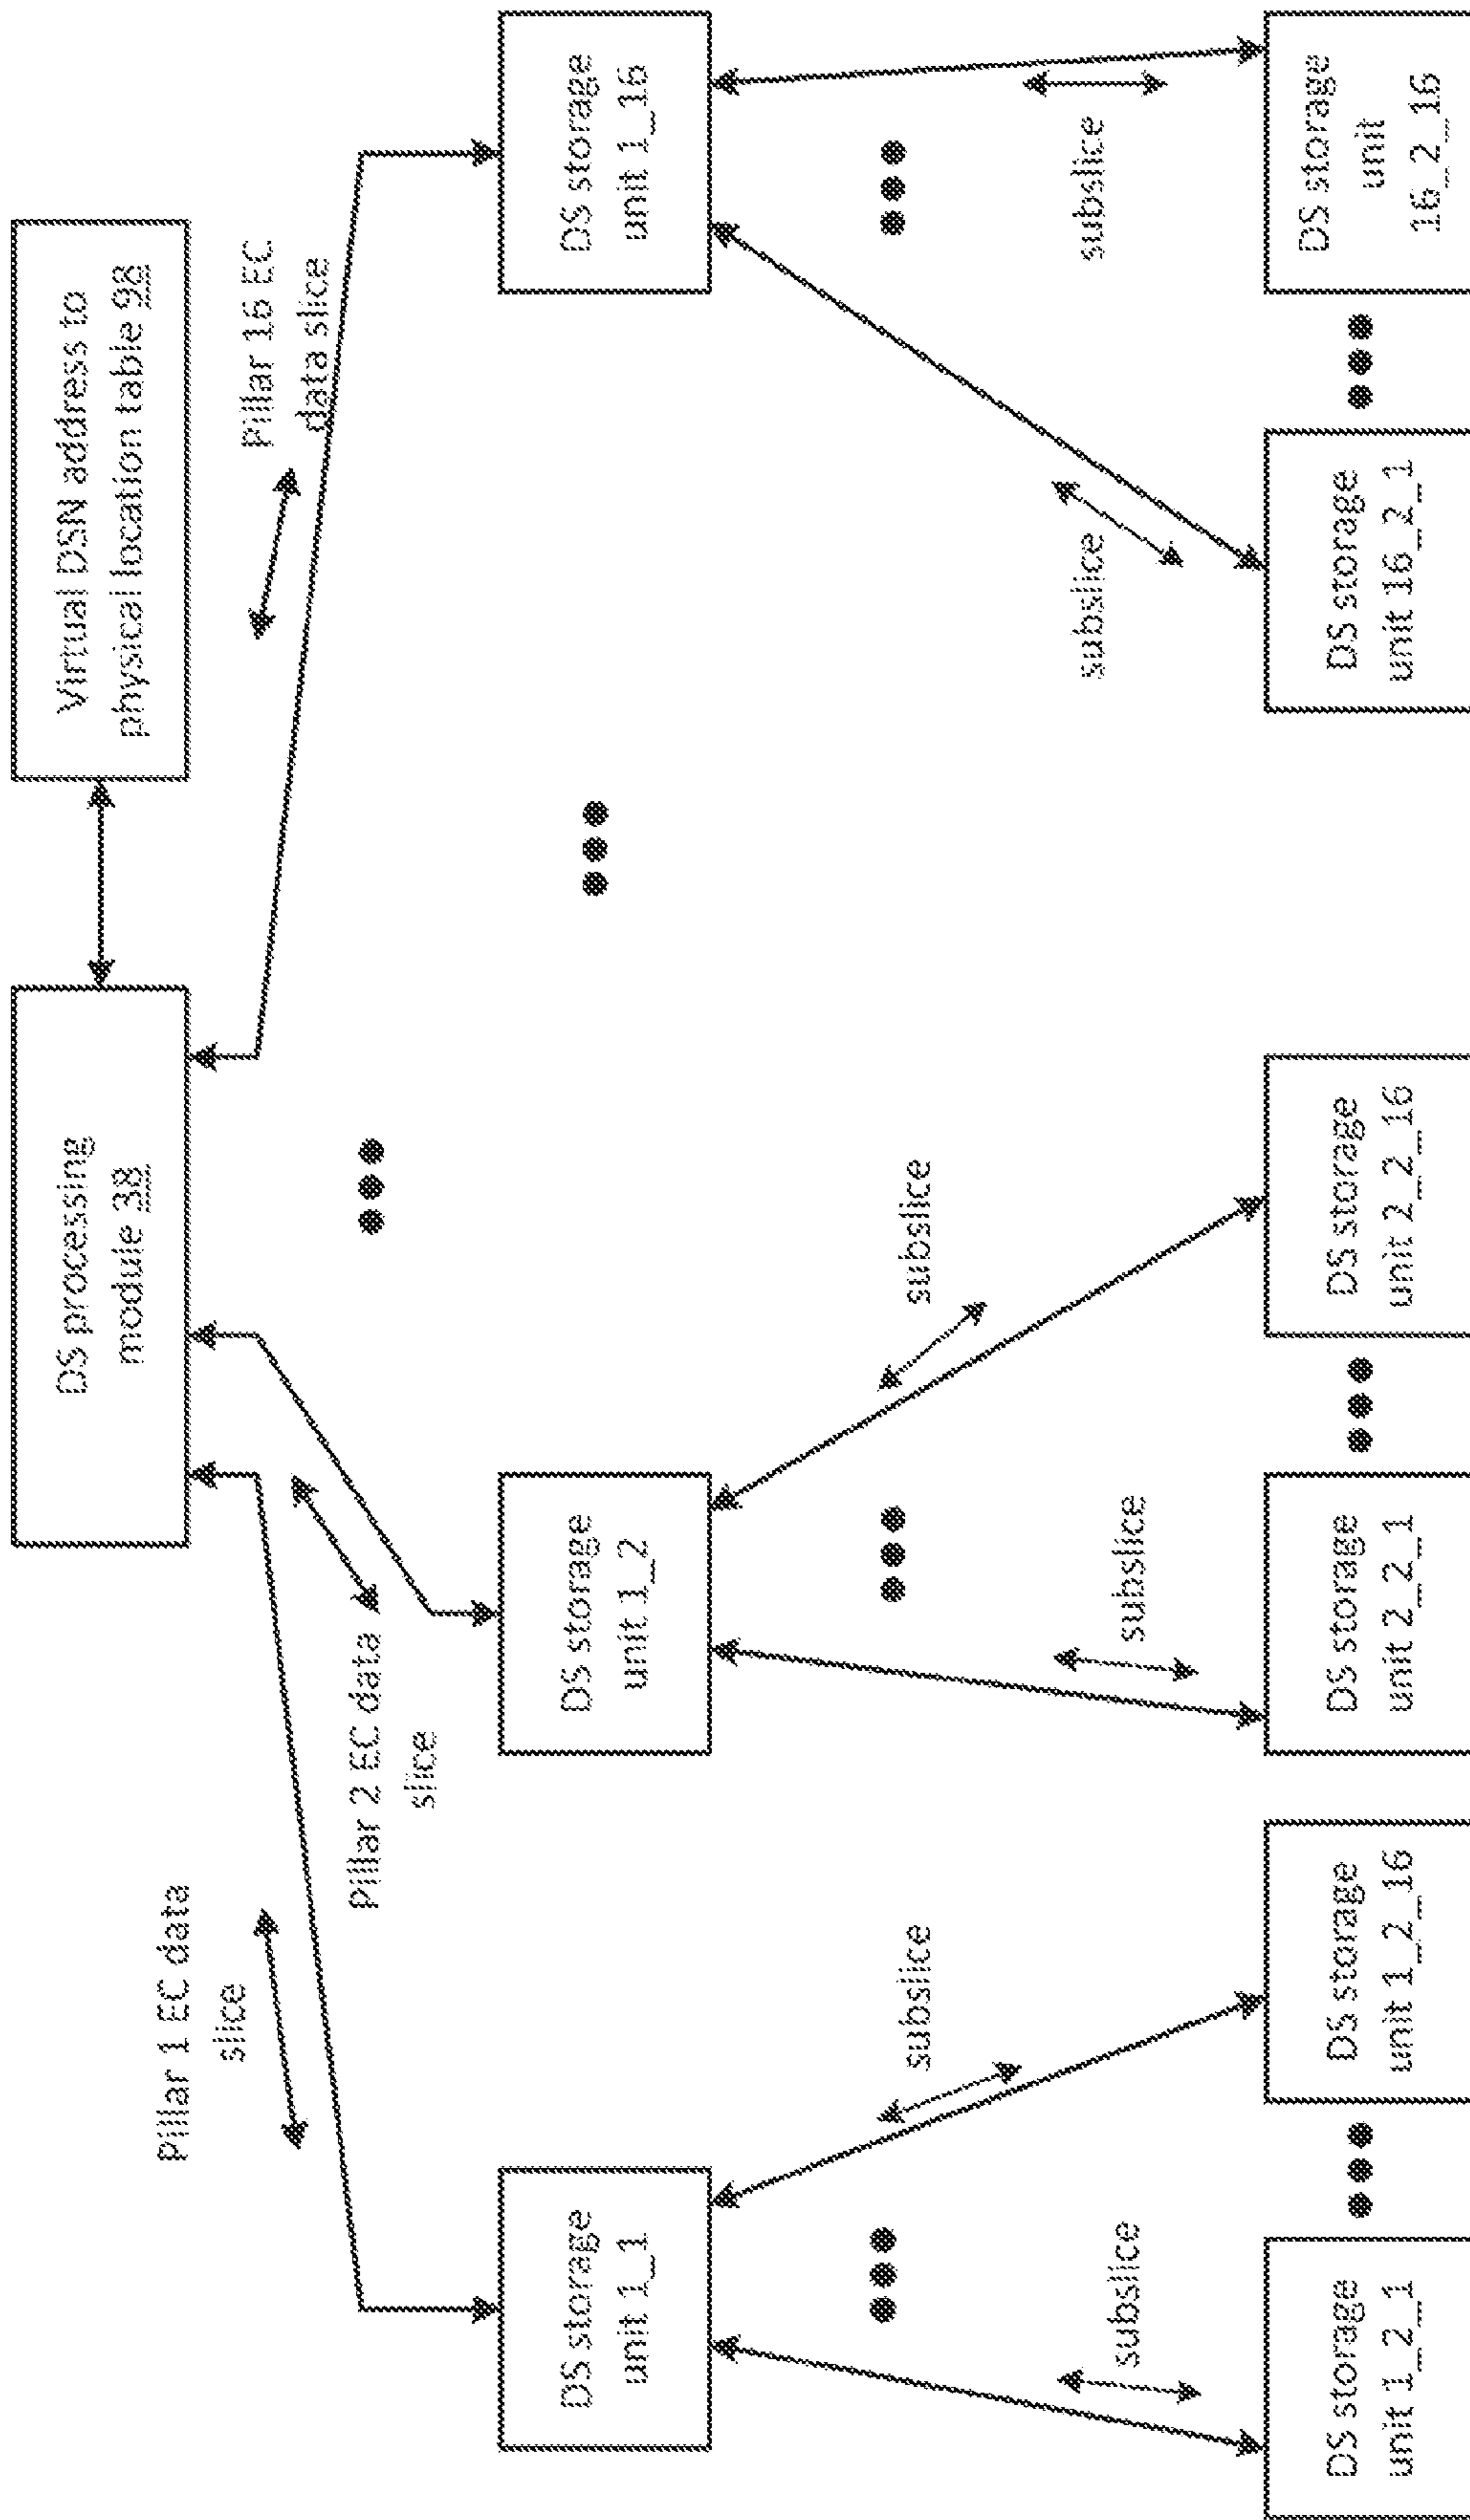 DS processing
module 38
Virtual DSN address to
physical location table 98
Pillar 1 EC data
slice
Pillar 2 EC data
slice
Pillar 16 EC
data slice
DS storage
unit 1_1
DS storage
unit 1_2
DS storage
unit 1_16
subslice
subslice
subslice
subslice
subslice
subslice
DS storage
unit 1_2_1
DS storage
unit 1_2_16
DS storage
unit 2_2_1
DS storage
unit 2_2_16
DS storage
unit 16_2_1
DS storage
unit
16_2_16